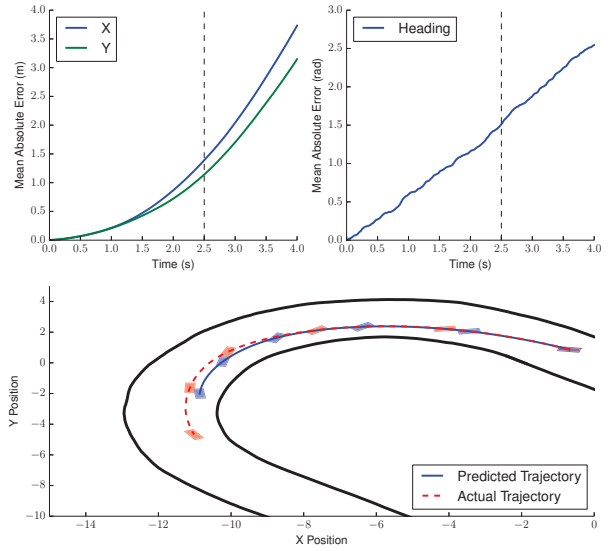 X
Y
Mean Absolute Error (m)
4.0
3.5
3.0
2.5
2.0
1.5
1.0
0.5
0.0
0.0 0.5 1.0 1.5 2.0 2.5 3.0 3.5 4.0
Time (s)
Heading
Mean Absolute Error (rad)
3.0
2.5
2.0
1.5
1.0
0.5
0.0
0.0 0.5 1.0 1.5 2.0 2.5 3.0 3.5 4.0
Time (s)
Y Position
4
2
0
−2
−4
−6
−8
−10
Predicted Trajectory
Actual Trajectory
−15 −14 −12 −10 −8 −6 −4 −2 0
X Position